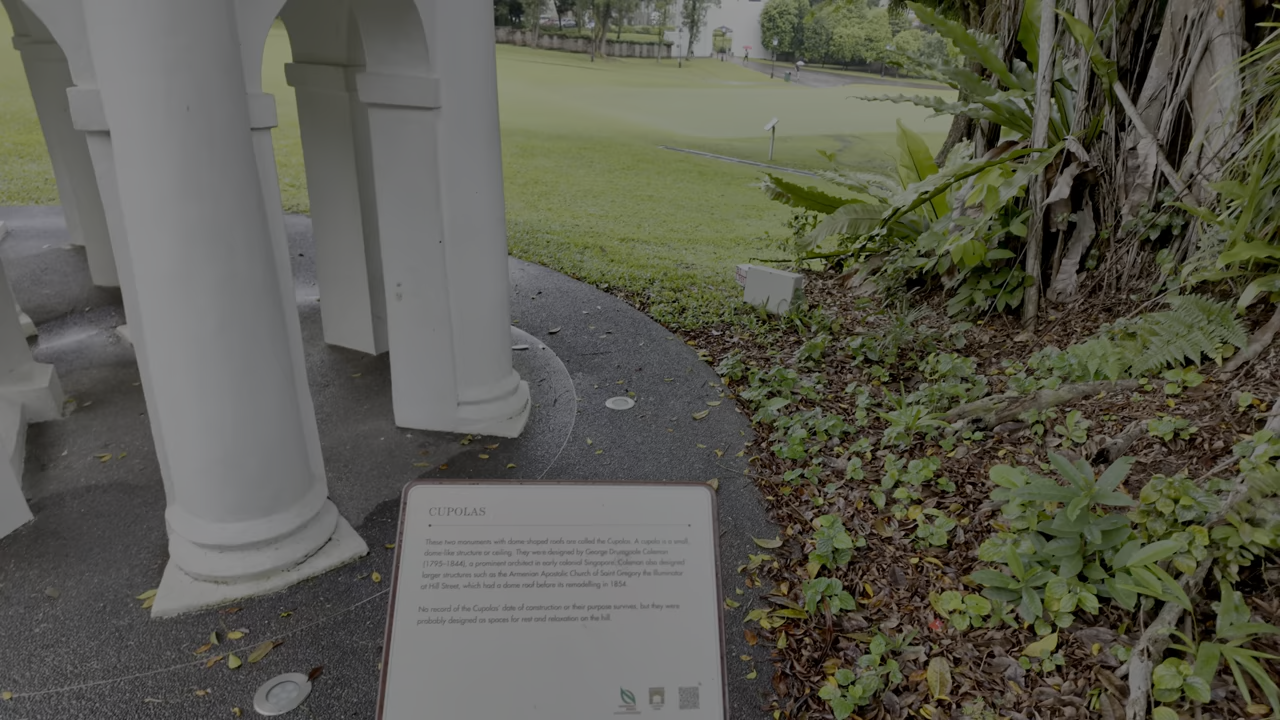 CUPOLAS
These two monuments with dome shaped roofs are called the Cupolas. A cupola is a small,
dome-like structure or ceiling. They were designed by George Drumgoole Coleman
(1795–1844), a prominent architect in early colonial Singapore. Coleman also designed
larger structures such as the Armenian Apostolic Church of Saint Gregory the Illuminator
at Hill Street, which had a dome roof before its remodelling in 1854.
No record of the Cupolas' date of construction or their purpose survives, but they were
probably designed as spaces for rest and relaxation on the hill.